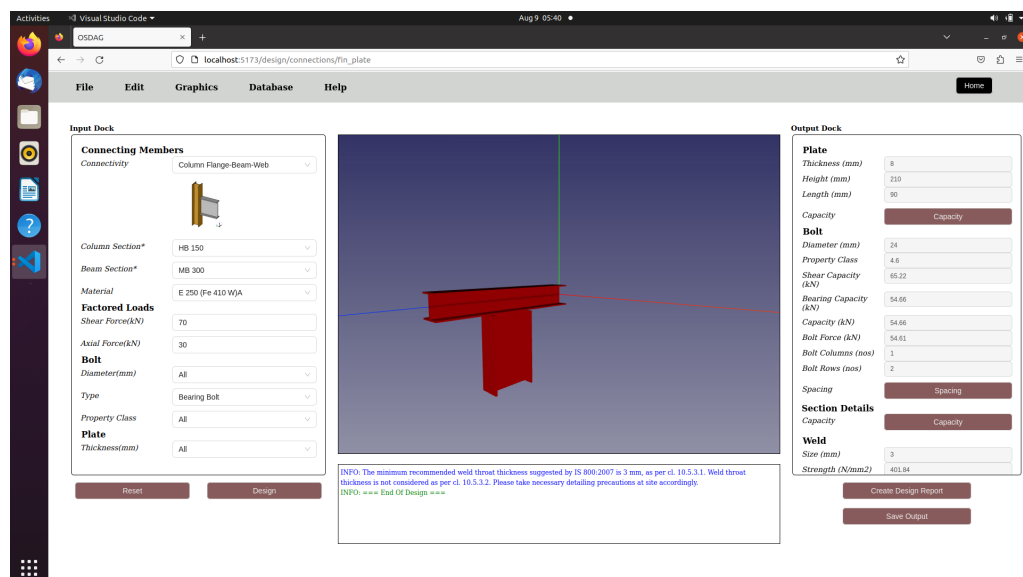 Activities
Visual Studio Code
Aug 9 05:40
OSDAG
localhost:5173/design/connections/fin_plate
File Edit Graphics Database Help
Home
Input Dock
Connecting Members
Connectivity
Column Flange-Beam-Web
Column Section*
HB 150
Beam Section*
MB 300
Material
E 250 (Fe 410 W)A
Factored Loads
Shear Force(kN)
70
Axial Force(kN)
30
Bolt
Diameter(mm)
All
Type
Bearing Bolt
Property Class
All
Plate
Thickness(mm)
All
Reset
Design
INFO: The minimum recommended weld throat thickness suggested by IS 800:2007 is 3 mm, as per cl. 10.5.3.1. Weld throat
thickness is not considered as per cl. 10.5.3.2. Please take necessary detailing precautions at site accordingly.
INFO: === End Of Design ===
Output Dock
Plate
Thickness (mm)
8
Height (mm)
210
Length (mm)
90
Capacity
Capacity
Bolt
Diameter (mm)
24
Property Class
4.6
Shear Capacity
(kN)
65.22
Bearing Capacity
(kN)
54.66
Capacity (kN)
54.66
Bolt Force (kN)
54.61
Bolt Columns (nos)
1
Bolt Rows (nos)
2
Spacing
Spacing
Section Details
Capacity
Capacity
Weld
Size (mm)
3
Strength (N/mm2)
401.84
Create Design Report
Save Output